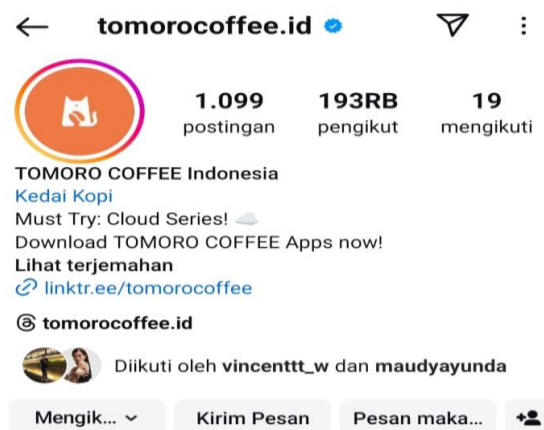 tomorocoffee.id
1.099 193RB 19
postingan pengikut mengikuti
TOMORO COFFEE Indonesia
Kedai Kopi
Must Try: Cloud Series! ☁️
Download TOMORO COFFEE Apps now!
Lihat terjemahan
linktr.ee/tomorocoffee
tomorocoffee.id
Diikuti oleh vincenttt_w dan maudyayunda
Mengik... Kirim Pesan Pesan maka...